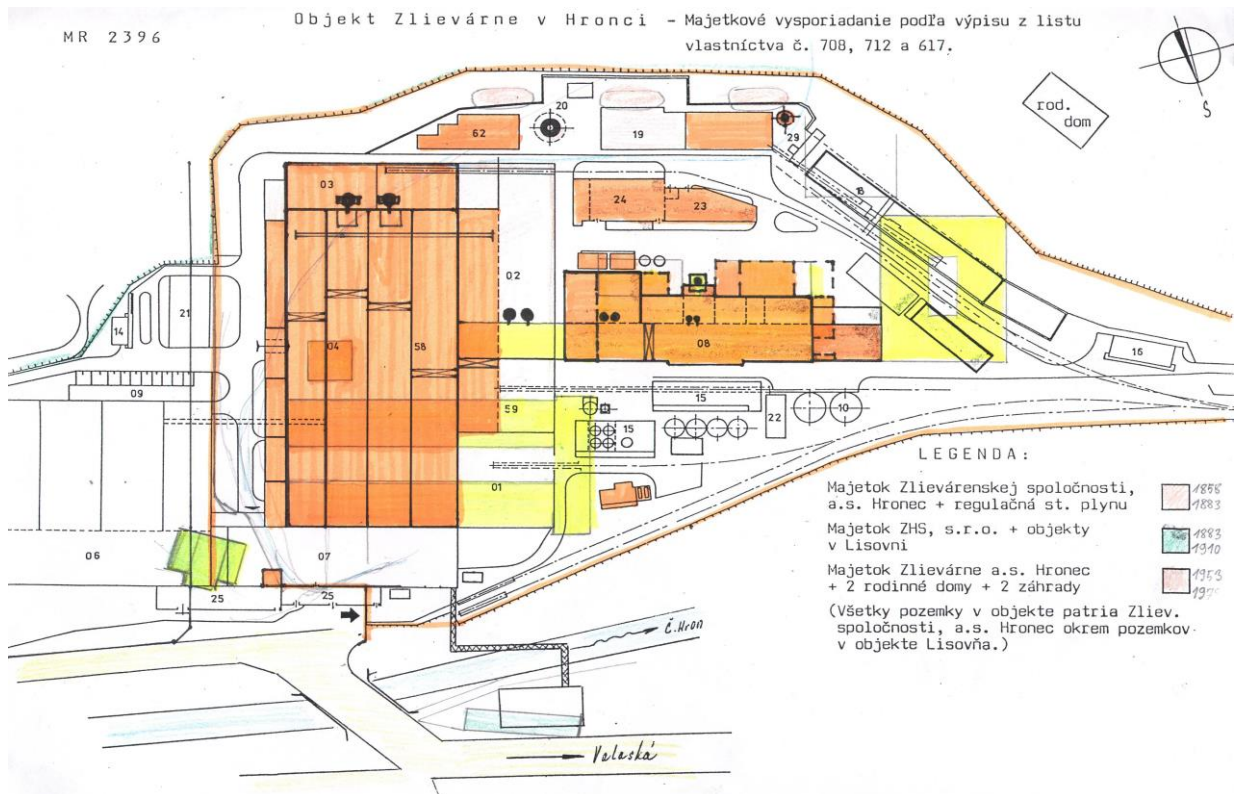 Objekt Zlievárne v Hronci - Majetkové vysporiadanie podľa výpisu z listu
vlastníctva č. 708, 712 a 617.
MR 2396
S
rod.
dom
20
62
19
29
03
24
23
18
02
21
14
04
58
08
16
09
59
15
15
22
10
01
06
07
25
25
Č. Hron
Valaská
LEGENDA:
Majetok Zlievárenskej spoločnosti,
a.s. Hronec + regulačná st. plynu
1858
1883
Majetok ZHS, s.r.o. + objekty
v Lisovni
1883
1910
Majetok Zlievárne a.s. Hronec
+ 2 rodinné domy + 2 záhrady
1953
(Všetky pozemky v objekte patria Zliev.
spoločnosti, a.s. Hronec okrem pozemkov
v objekte Lisovňa.)